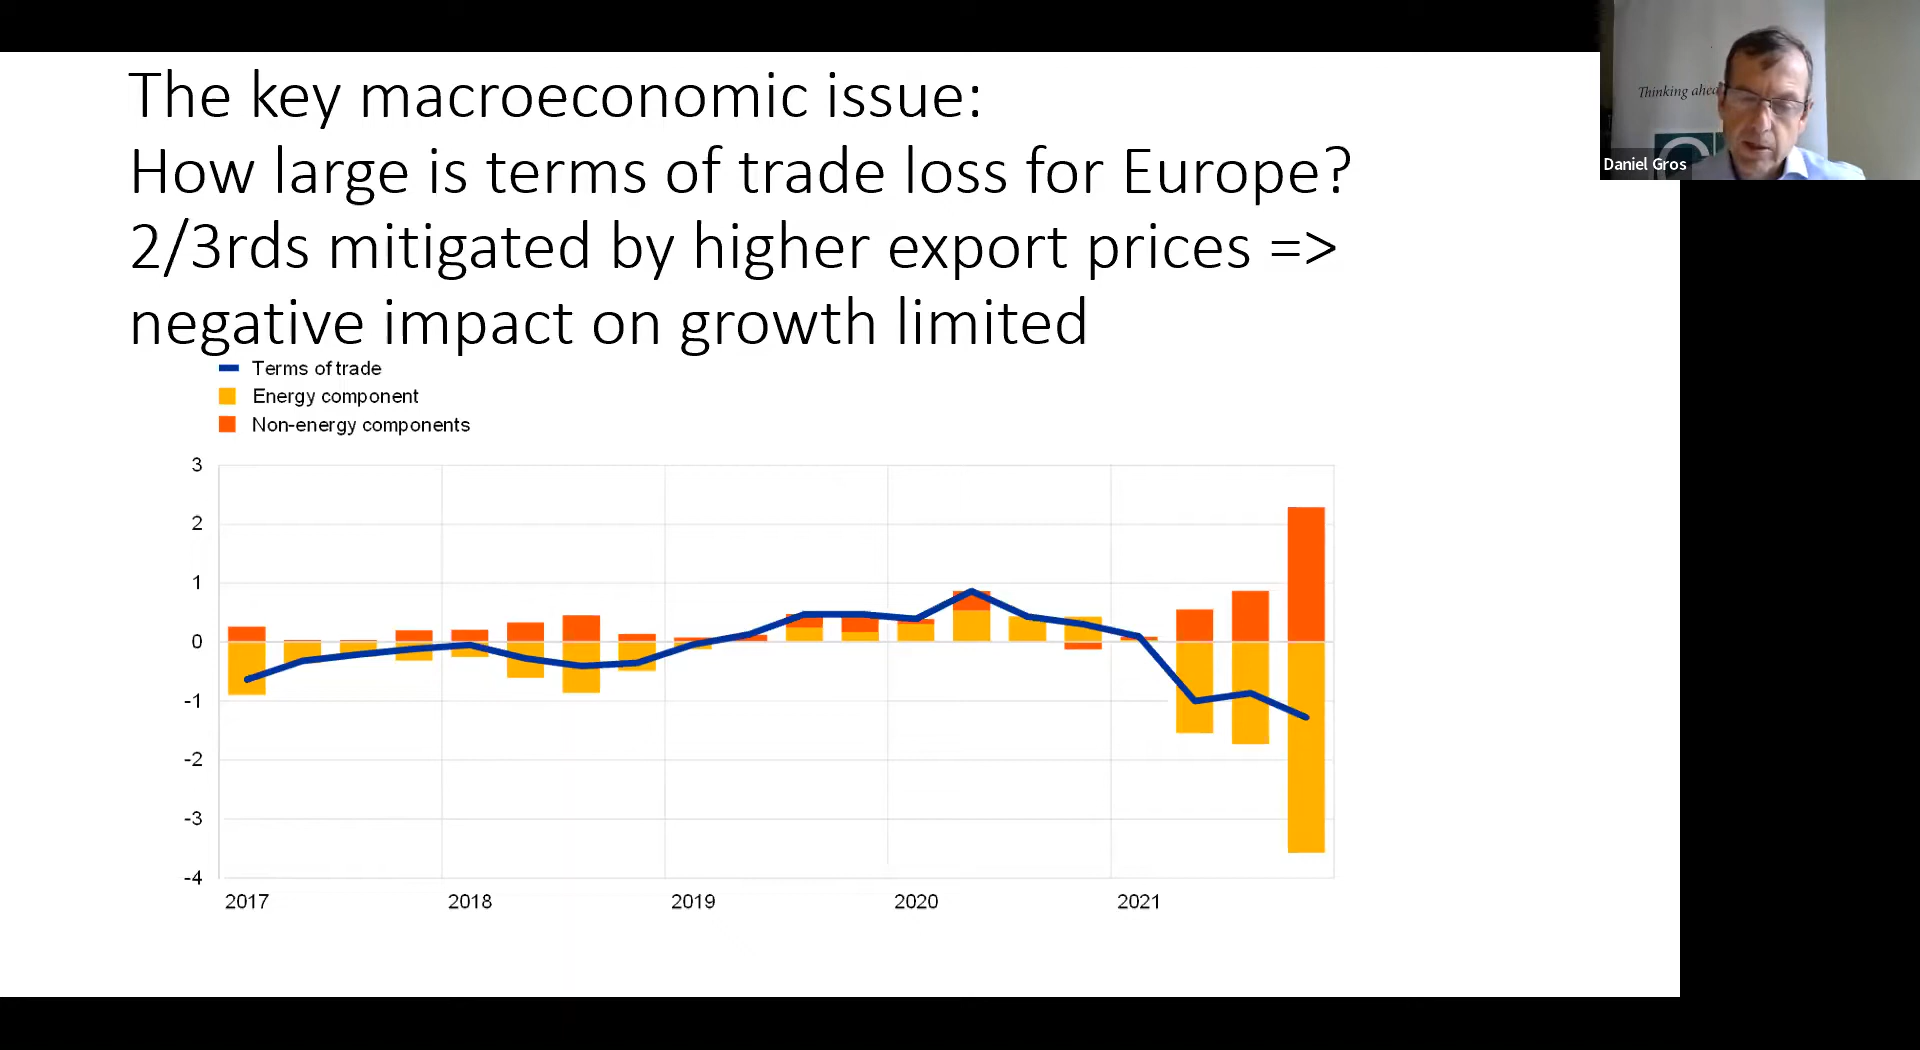 The key macroeconomic issue:
How large is terms of trade loss for Europe?
2/3rds mitigated by higher export prices =>
negative impact on growth limited
Terms of trade
Energy component
Non-energy components
3
2
1
0
-1
-2
-3
-4
2017 2018 2019 2020 2021
Thinking
Daniel Gros